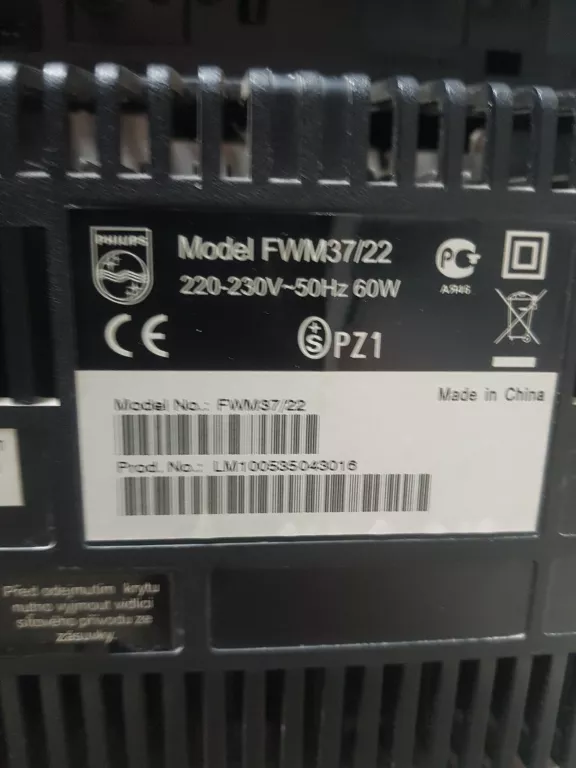 PHILIPS
Model FWM37/22
220-230V~50Hz 60W
PC
CE
S PZ1
Made in China
Model No.: FWM37/22
Prod. No.: LM100535043016
Před odejmutím krytu
nutno vyjmout vidlici
síťového přívodu ze
zásuvky.